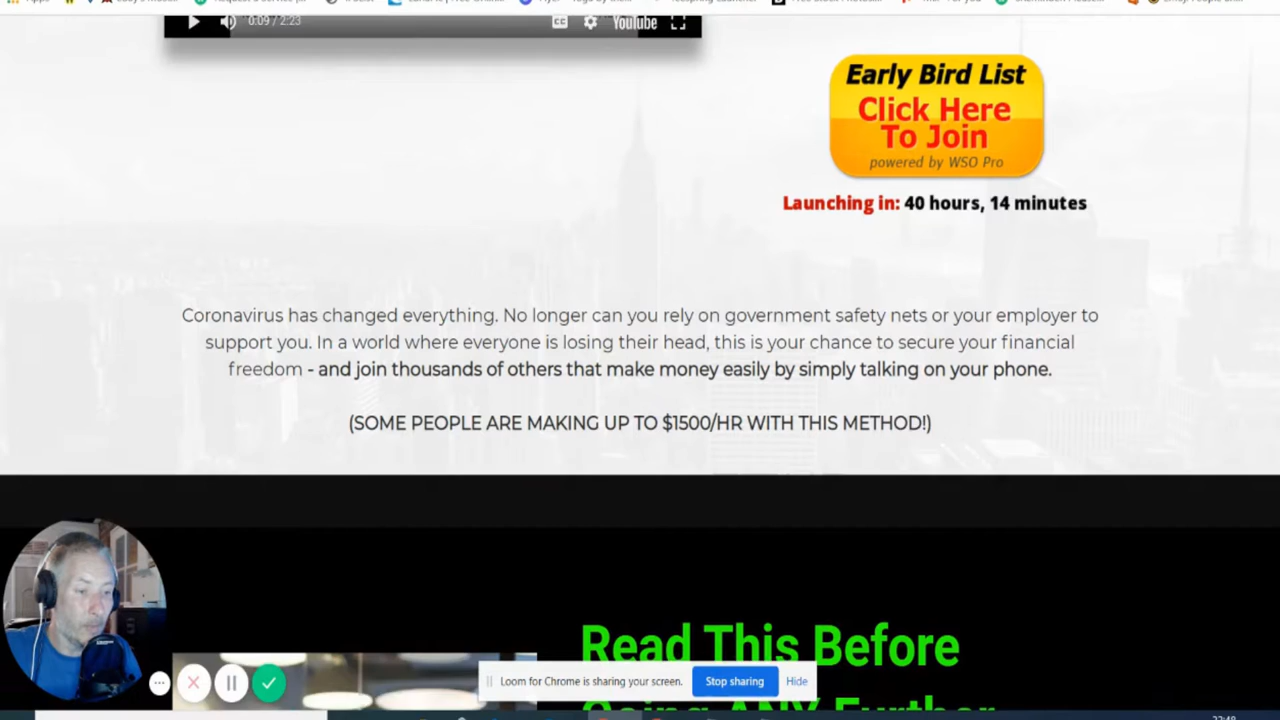 0:09 / 2:23
YouTube
Early Bird List
Click Here
To Join
powered by WSO Pro
Launching in: 40 hours, 14 minutes
Coronavirus has changed everything. No longer can you rely on government safety nets or your employer to
support you. In a world where everyone is losing their head, this is your chance to secure your financial
freedom - and join thousands of others that make money easily by simply talking on your phone.
(SOME PEOPLE ARE MAKING UP TO $1500/HR WITH THIS METHOD!)
Read This Before
Going ANY Further
Loom for Chrome is sharing your screen.
Stop sharing
Hide